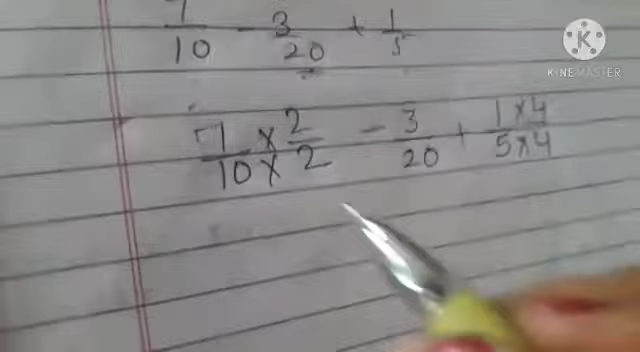 7/10 - 3/20 + 1/5
7/10 × 2/2 - 3/20 + 1×4/5×4
KINEMASTER